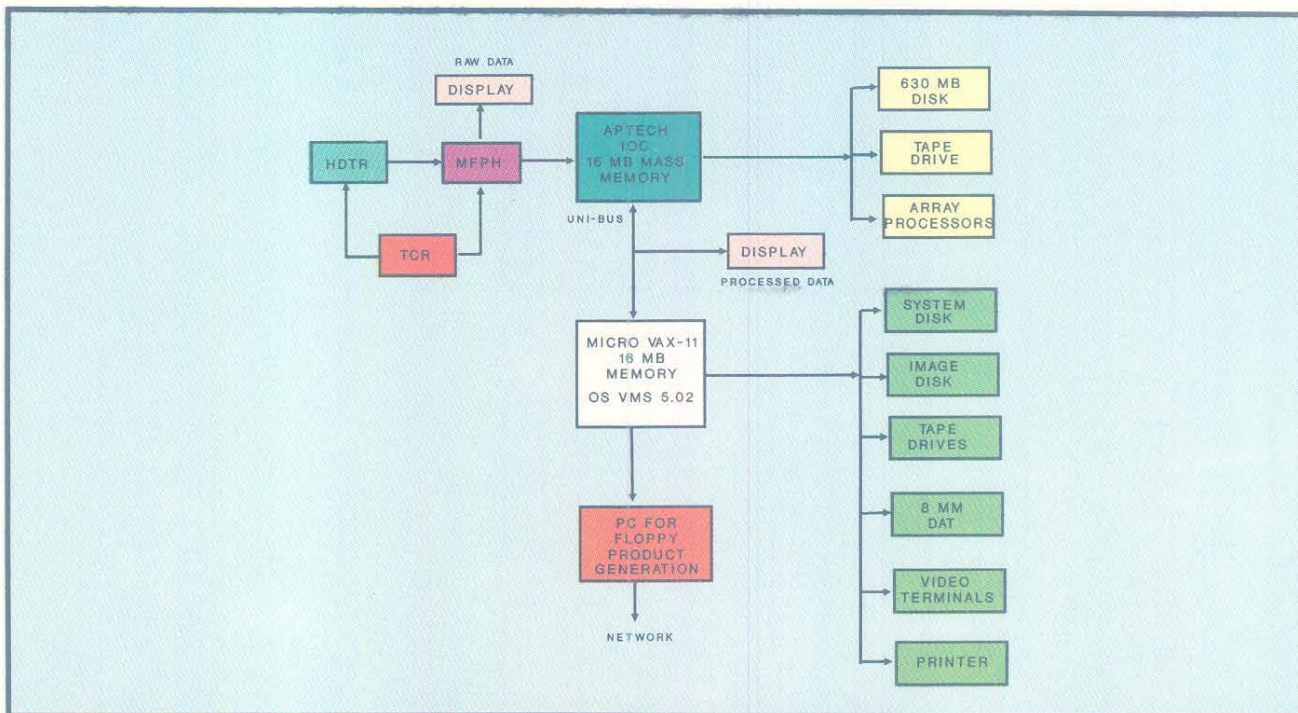 RAW DATA
DISPLAY
HDTR
MFPH
TCR
APTECH
IOC
16 MB MASS
MEMORY
UNI-BUS
630 MB
DISK
TAPE
DRIVE
ARRAY
PROCESSORS
DISPLAY
PROCESSED DATA
MICRO VAX-11
16 MB
MEMORY
OS VMS 5.02
SYSTEM
DISK
IMAGE
DISK
TAPE
DRIVES
8 MM
DAT
VIDEO
TERMINALS
PRINTER
PC FOR
FLOPPY
PRODUCT
GENERATION
NETWORK